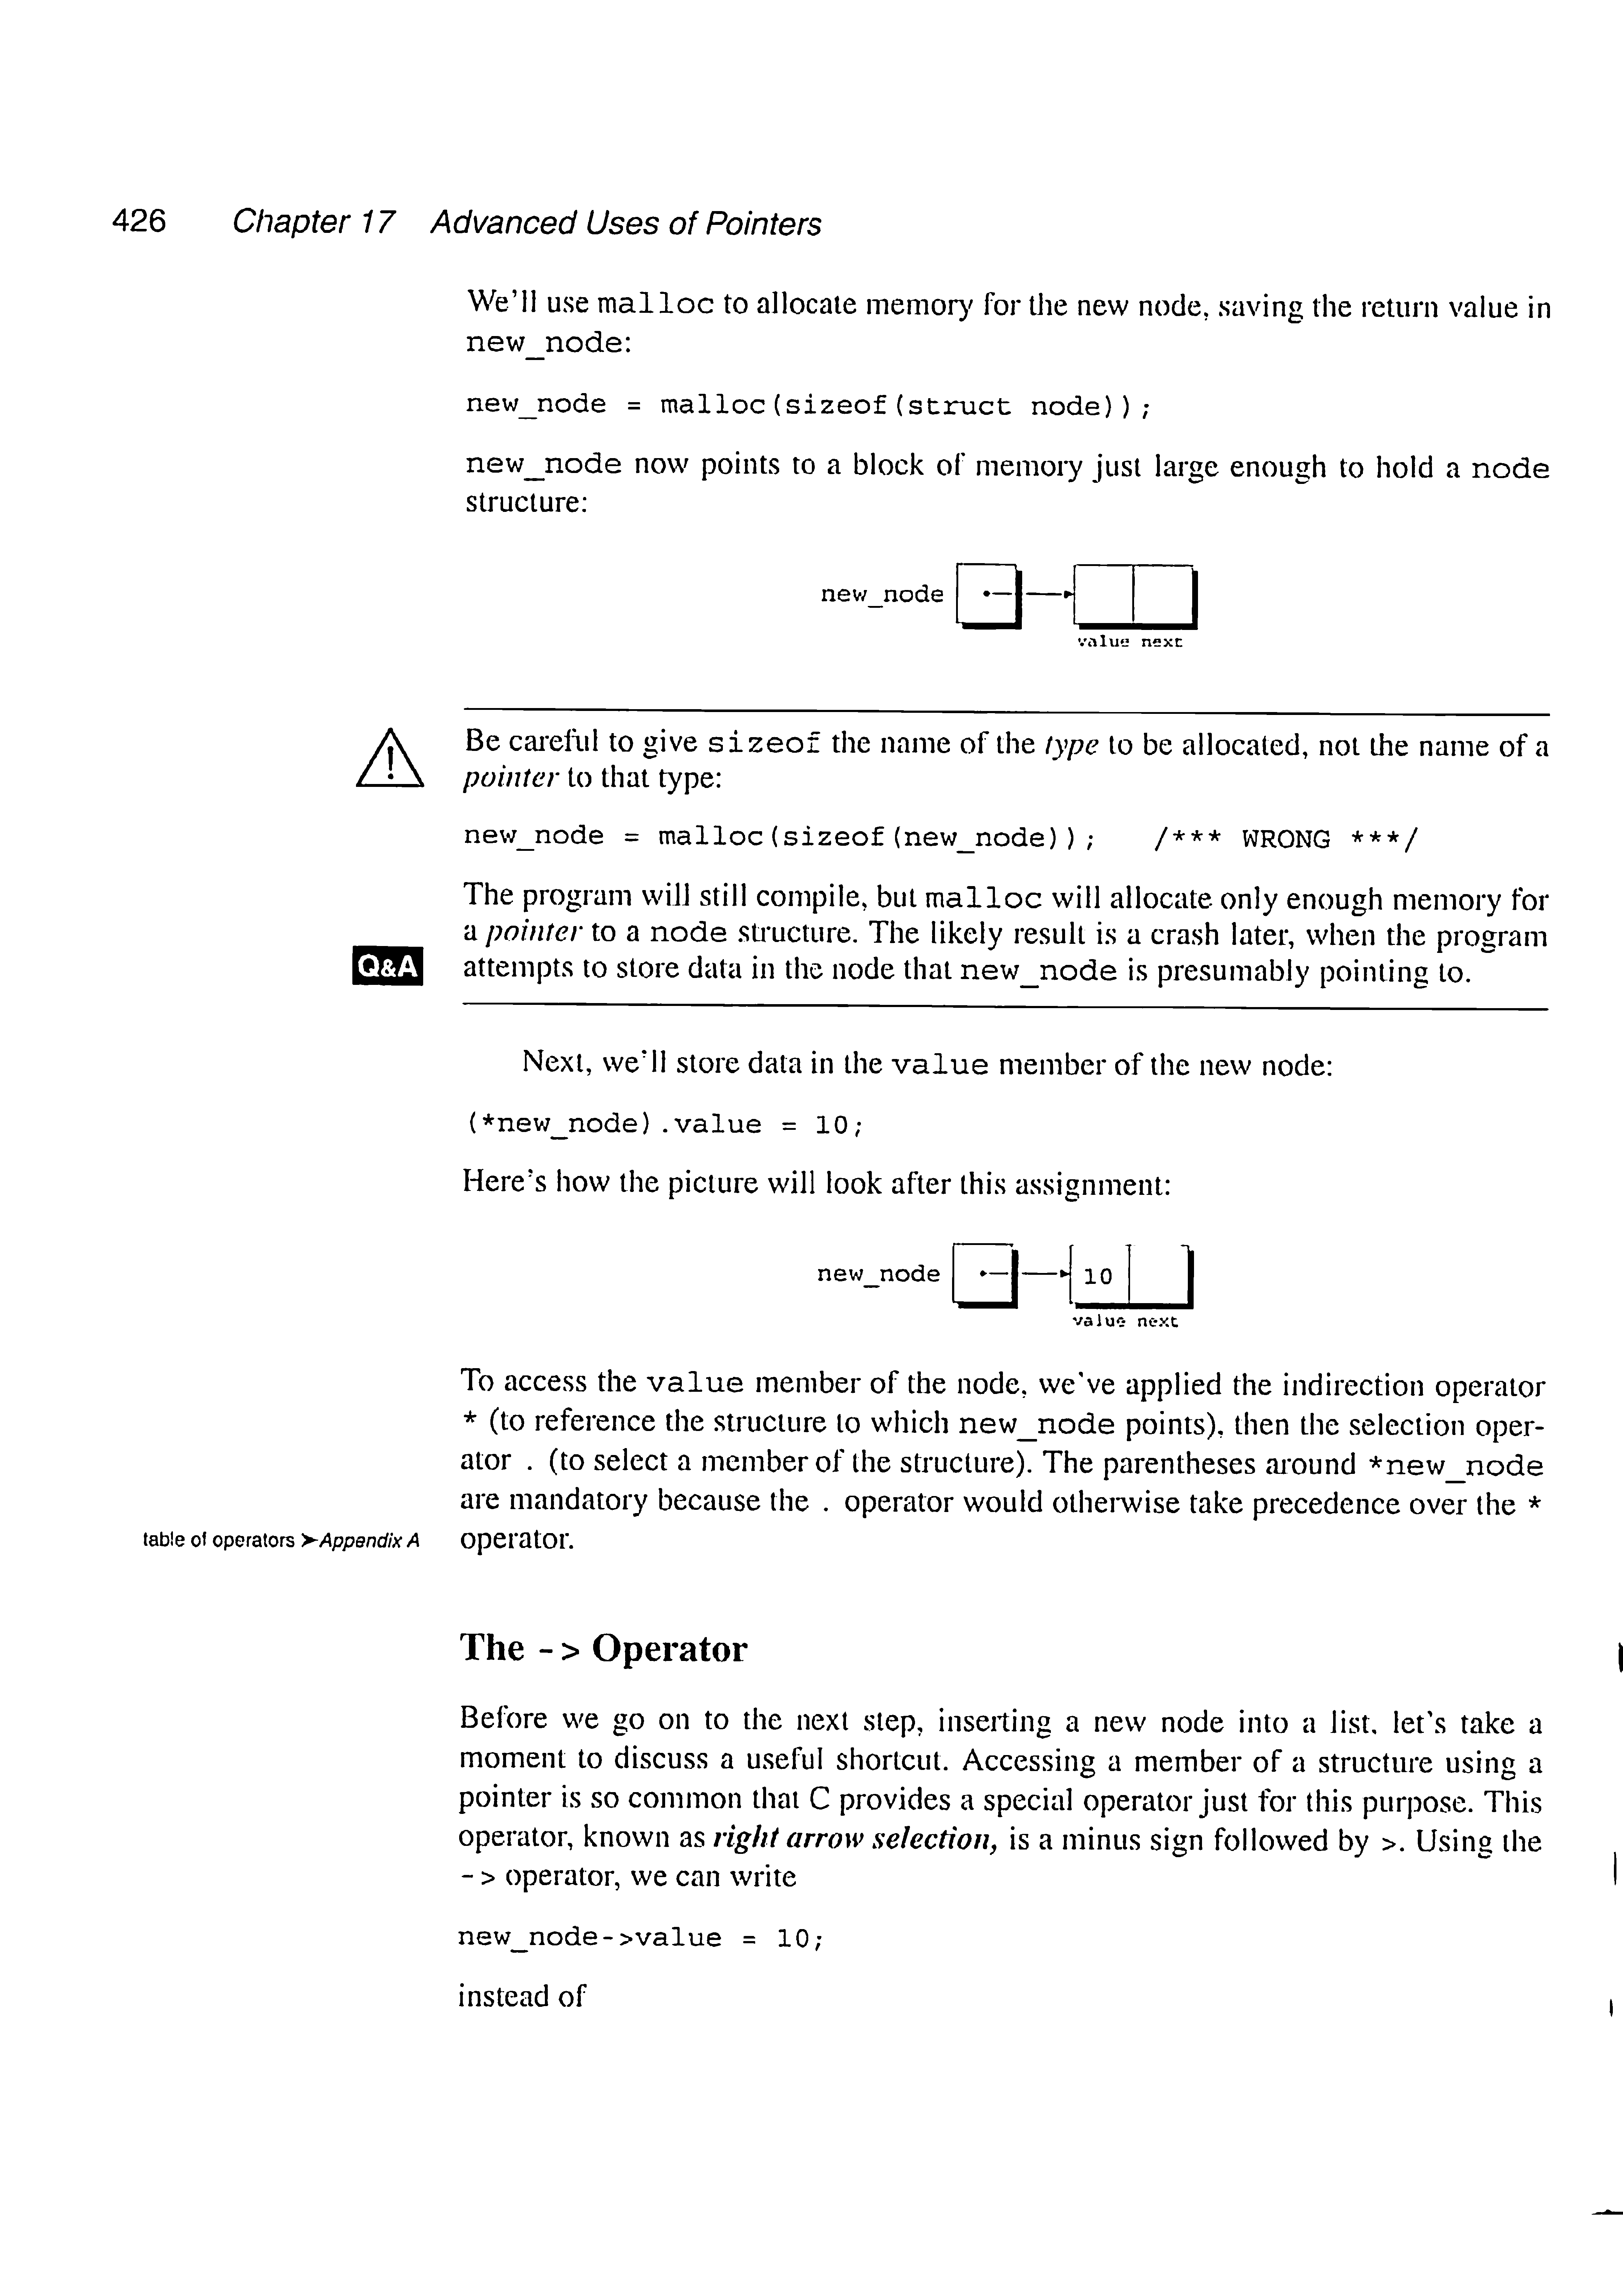 426 Chapter 17 Advanced Uses of Pointers
We'll use malloc to allocate memory for the new node, saving the return value in
new_node:
new_node = malloc(sizeof(struct node));
new_node now points to a block of memory just large enough to hold a node
structure:
new_node
value next
Be careful to give sizeof the name of the type to be allocated, not the name of a
pointer to that type:
new_node = malloc(sizeof(new_node)); /*** WRONG ***/
The program will still compile, but malloc will allocate only enough memory for
a pointer to a node structure. The likely result is a crash later, when the program
Q&A attempts to store data in the node that new_node is presumably pointing to.
Next, we'll store data in the value member of the new node:
(*new_node).value = 10;
Here's how the picture will look after this assignment:
new_node 10
value next
To access the value member of the node, we've applied the indirection operator
* (to reference the structure to which new_node points), then the selection oper-
ator . (to select a member of the structure). The parentheses around *new_node
are mandatory because the . operator would otherwise take precedence over the *
table of operators ➤Appendix A operator.
The -> Operator
Before we go on to the next step, inserting a new node into a list, let's take a
moment to discuss a useful shortcut. Accessing a member of a structure using a
pointer is so common that C provides a special operator just for this purpose. This
operator, known as right arrow selection, is a minus sign followed by >. Using the
-> operator, we can write
new_node->value = 10;
instead of